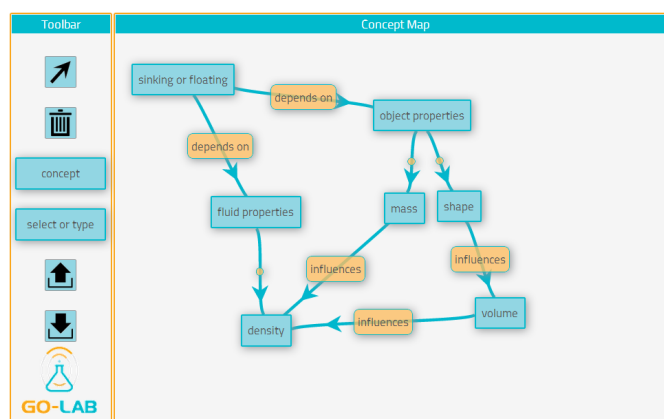 Toolbar
Concept Map
concept
select or type
GO-LAB
sinking or floating
depends on
object properties
depends on
fluid properties
mass
shape
influences
influences
density
influences
volume